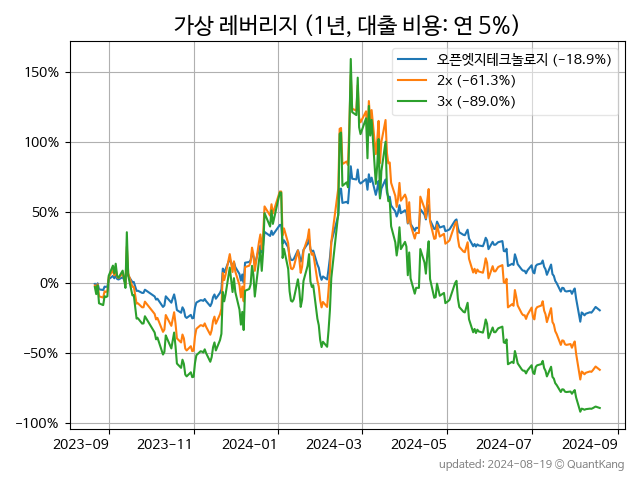 가상 레버리지 (1년, 대출 비용: 연 5%)
오픈엣지테크놀로지 (−18.9%)
2x (−61.3%)
3x (−89.0%)
150%
100%
50%
0%
−50%
−100%
2023-09 2023-11 2024-01 2024-03 2024-05 2024-07 2024-09
updated: 2024-08-19 © QuantKang